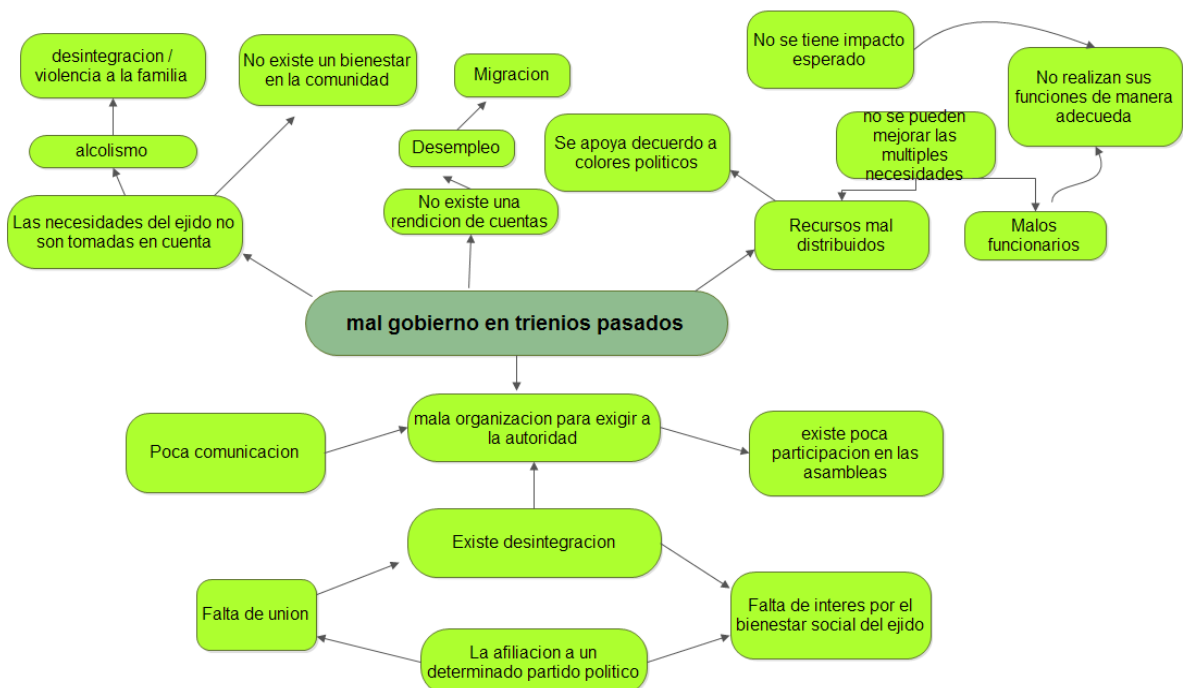 desintegracion /
violencia a la familia
No existe un bienestar
en la comunidad
Migracion
No se tiene impacto
esperado
No realizan sus
funciones de manera
adecueda
alcolismo
Desempleo
Se apoya decuerdo a
colores politicos
no se pueden
mejorar las
multiples
necesidades
Las necesidades del ejido no
son tomadas en cuenta
No existe una
rendicion de cuentas
Recursos mal
distribuidos
Malos
funcionarios
mal gobierno en trienios pasados
Poca comunicacion
mala organizacion para exigir a
la autoridad
existe poca
participacion en las
asambleas
Existe desintegracion
Falta de union
Falta de interes por el
bienestar social del ejido
La afiliacion a un
determinado partido politico